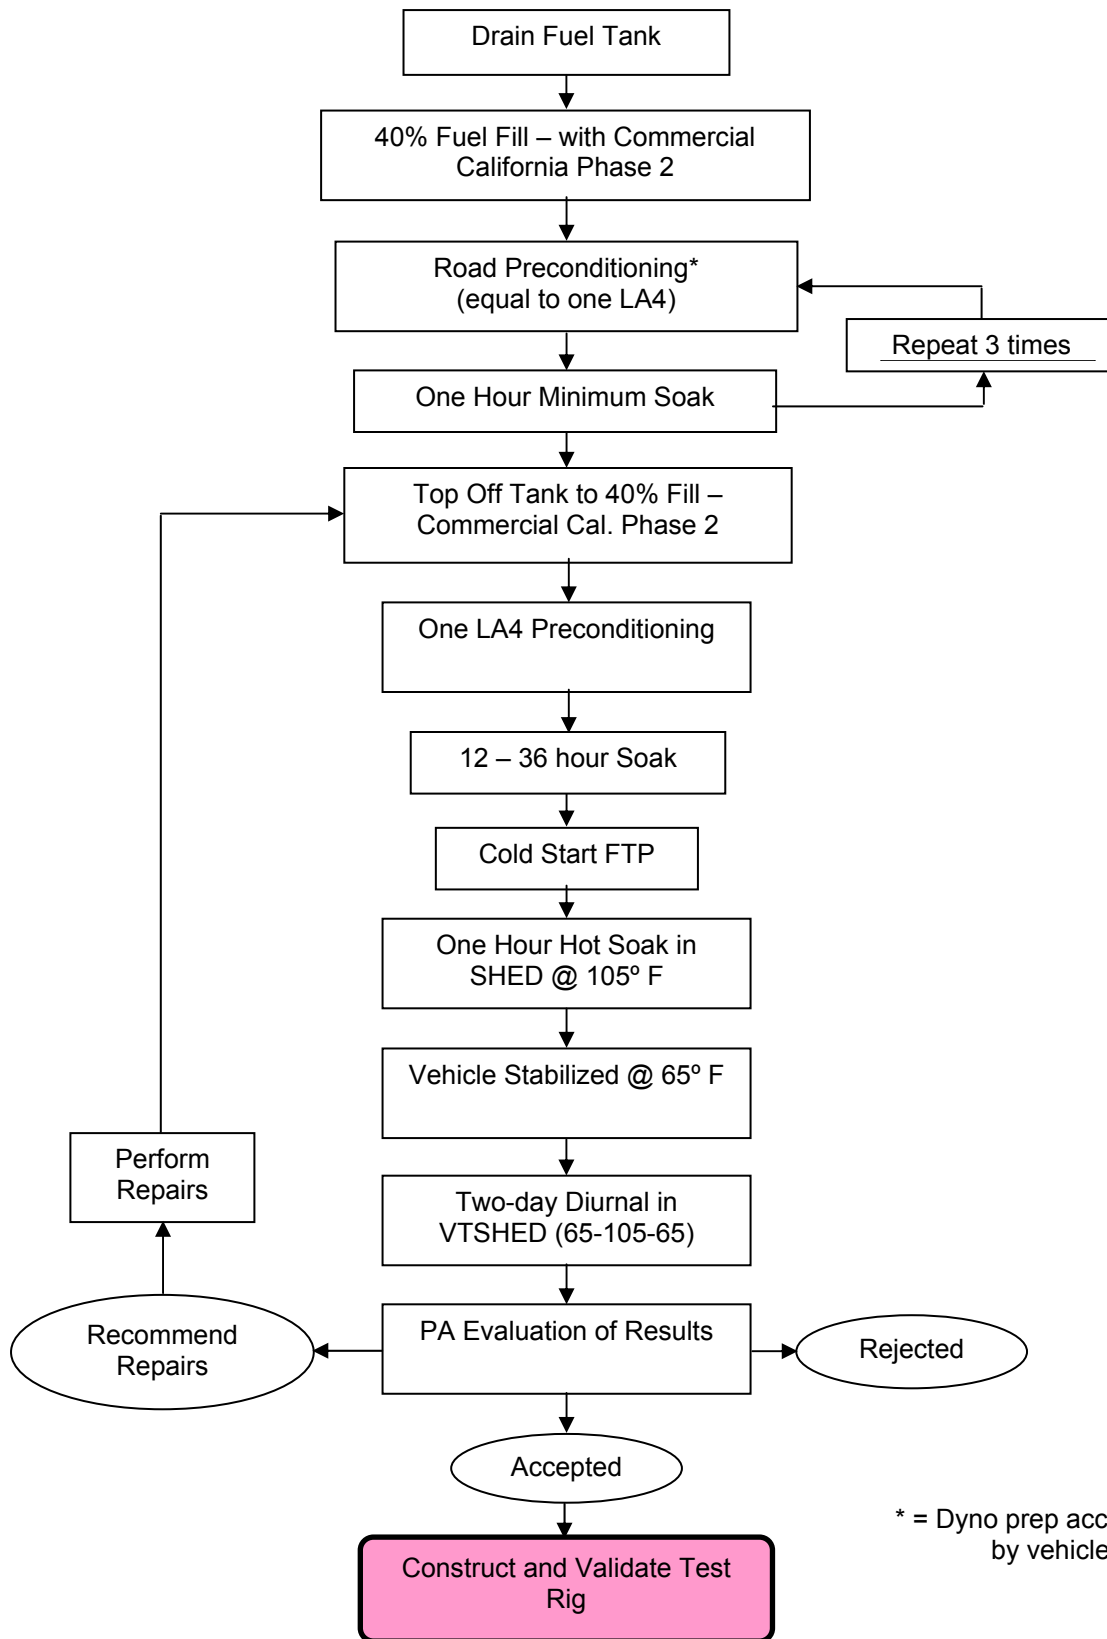 Drain Fuel Tank
40% Fuel Fill – with Commercial
California Phase 2
Road Preconditioning*
(equal to one LA4)
Repeat 3 times
One Hour Minimum Soak
Top Off Tank to 40% Fill –
Commercial Cal. Phase 2
One LA4 Preconditioning
12 – 36 hour Soak
Cold Start FTP
One Hour Hot Soak in
SHED @ 105º F
Vehicle Stabilized @ 65º F
Perform
Repairs
Two-day Diurnal in
VTSHED (65-105-65)
Recommend
Repairs
PA Evaluation of Results
Rejected
Accepted
* = Dyno prep acc
by vehicle
Construct and Validate Test
Rig